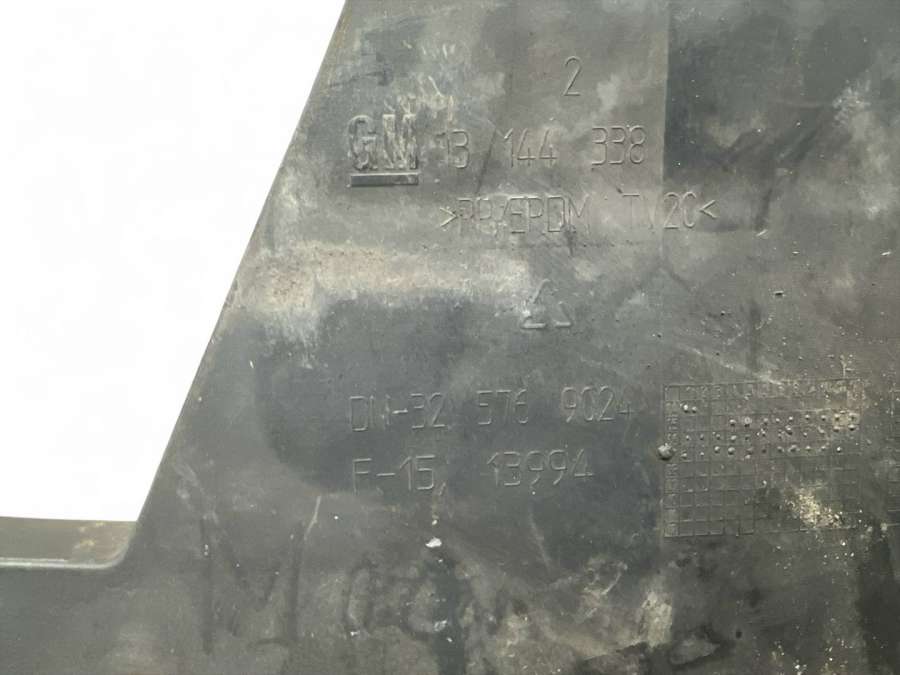 2
GM 13 144 338
>PP/EPDM TV20<
DN-32 576 9024
F-15 13994